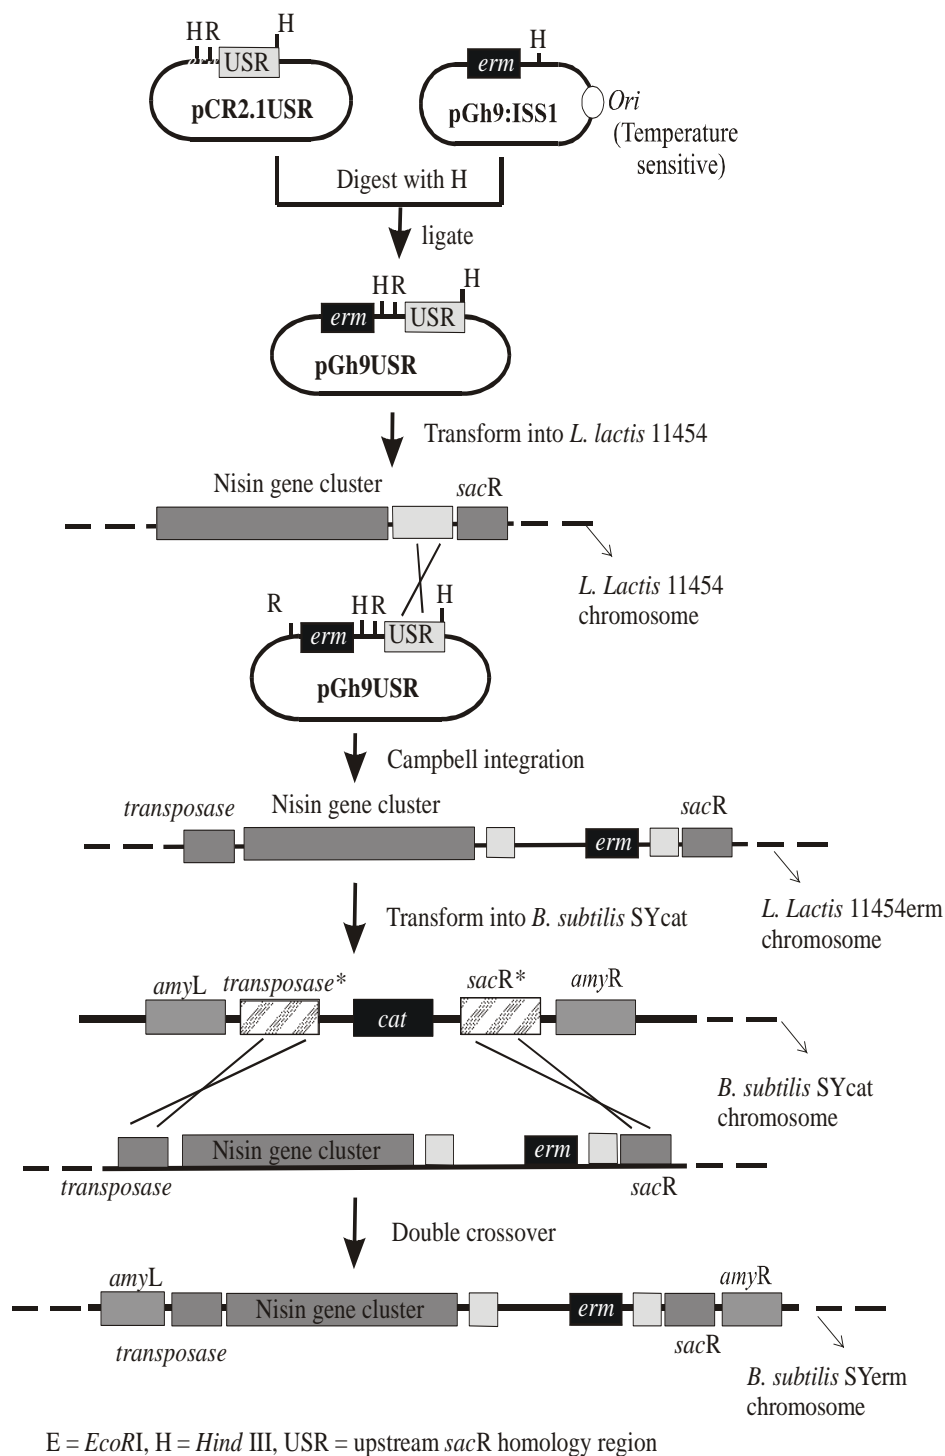 HR
H
USR
pCR2.1USR
H
erm
pGh9:ISS1
Ori
(Temperature
sensitive)
Digest with H
ligate
HR
H
erm
USR
pGh9USR
Transform into L. lactis 11454
Nisin gene cluster
sacR
L. Lactis 11454
chromosome
R
HR
H
erm
USR
pGh9USR
Campbell integration
transposase
Nisin gene cluster
sacR
erm
L. Lactis 11454erm
chromosome
Transform into B. subtilis SYcat
amyL
transposase*
sacR*
amyR
cat
B. subtilis SYcat
chromosome
Nisin gene cluster
erm
transposase
sacR
Double crossover
amyL
amyR
Nisin gene cluster
erm
transposase
sacR
B. subtilis SYerm
chromosome
E = EcoRI, H = Hind III, USR = upstream sacR homology region